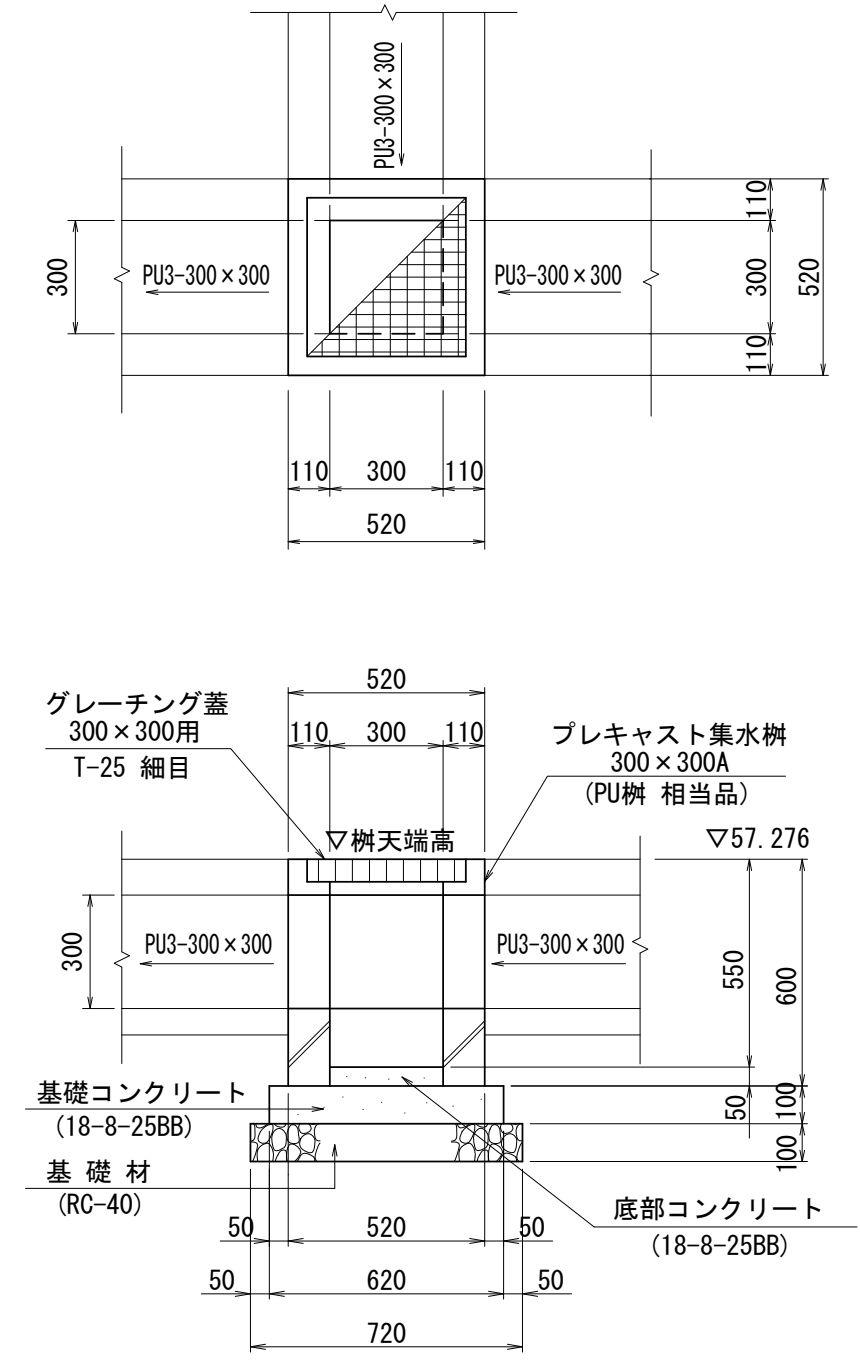 PU3-300×300
110
300
PU3-300×300
PU3-300×300
300
520
110
110
300
110
520
520
グレーチング蓋
300×300用
T-25 細目
110
300
110
プレキャスト集水桝
300×300A
(PU桝 相当品)
▽桝天端高
▽57.276
300
PU3-300×300
PU3-300×300
550
600
基礎コンクリート
(18-8-25BB)
50
100
基 礎 材
(RC-40)
100
底部コンクリート
(18-8-25BB)
50
520
50
50
620
50
720